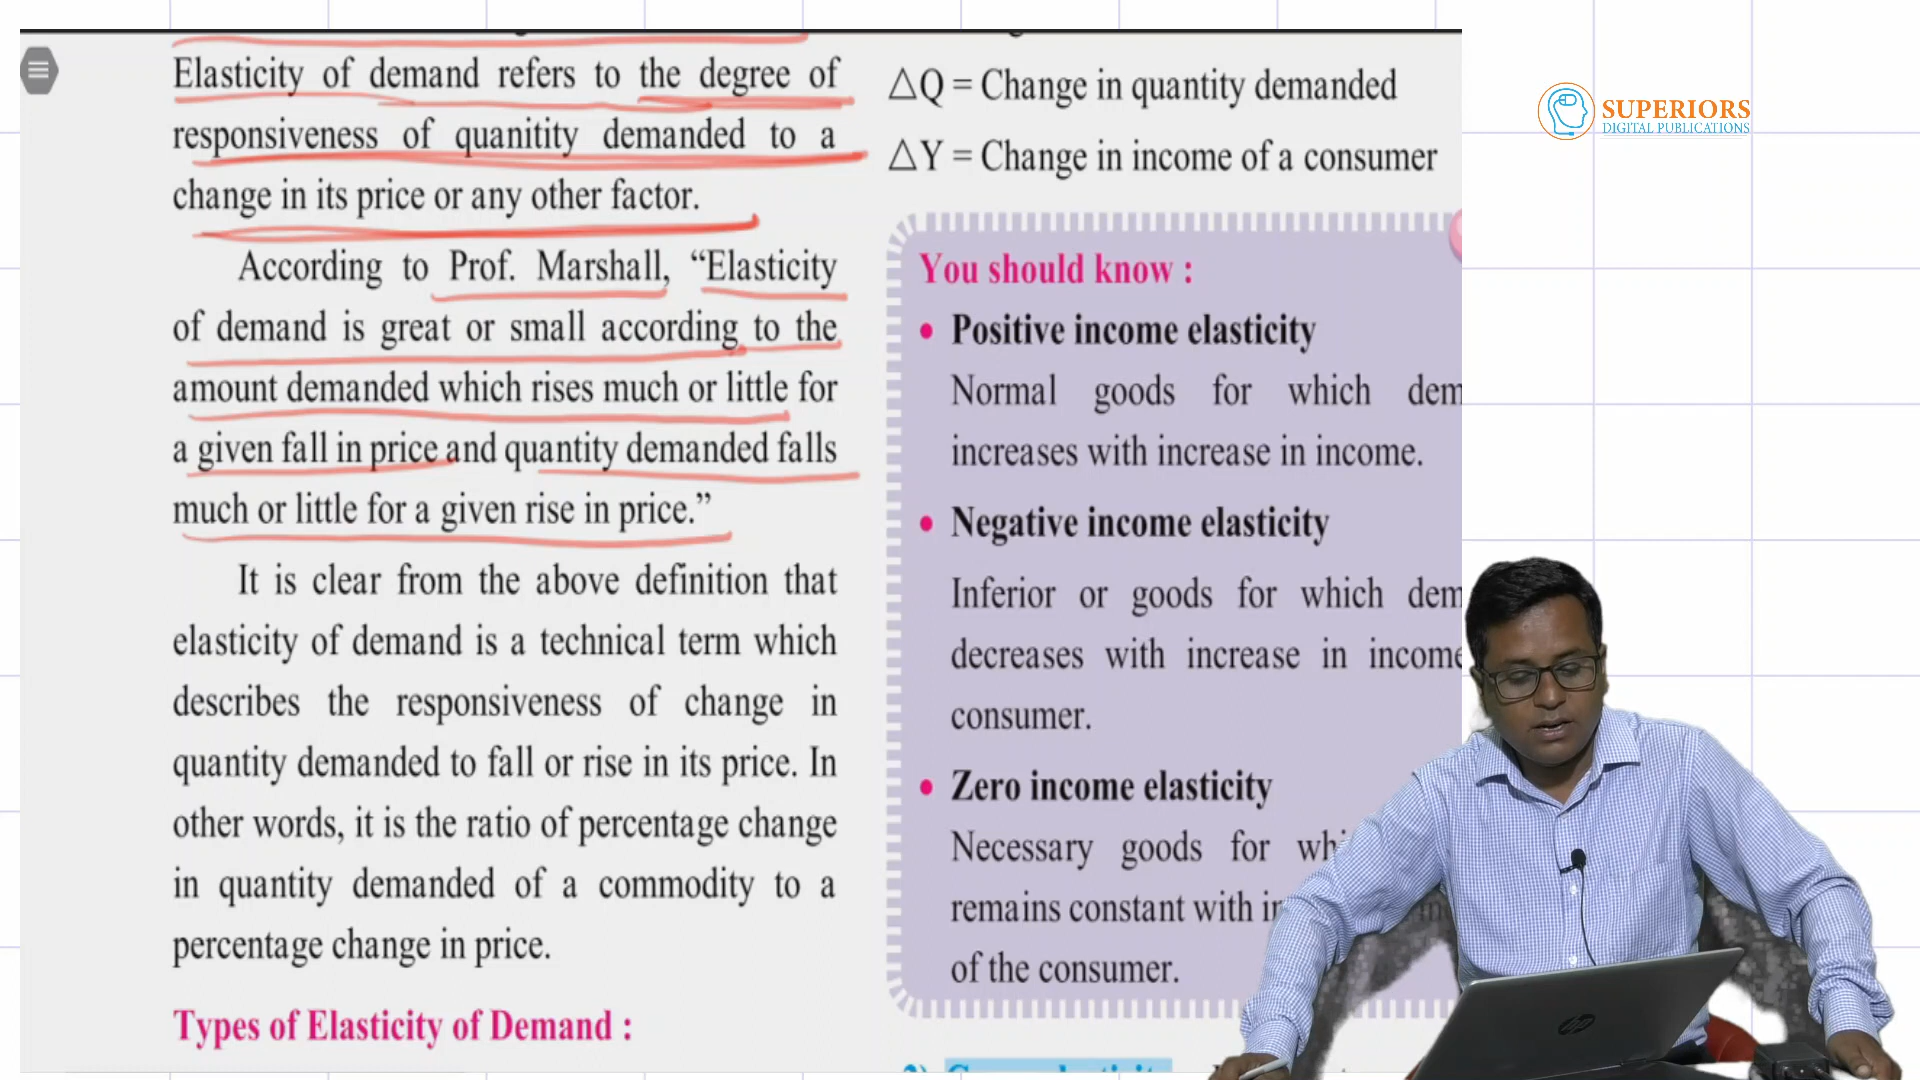 Elasticity of demand refers to the degree of
responsiveness of quanitity demanded to a
change in its price or any other factor.
According to Prof. Marshall, “Elasticity
of demand is great or small according to the
amount demanded which rises much or little for
a given fall in price and quantity demanded falls
much or little for a given rise in price.”
It is clear from the above definition that
elasticity of demand is a technical term which
describes the responsiveness of change in
quantity demanded to fall or rise in its price. In
other words, it is the ratio of percentage change
in quantity demanded of a commodity to a
percentage change in price.
Types of Elasticity of Demand :
△Q = Change in quantity demanded
△Y = Change in income of a consumer
You should know :
• Positive income elasticity
Normal goods for which dem
increases with increase in income.
• Negative income elasticity
Inferior or goods for which dem
decreases with increase in income
consumer.
• Zero income elasticity
Necessary goods for whi
remains constant with in
of the consumer.
SUPERIORS
DIGITAL PUBLICATIONS
hp